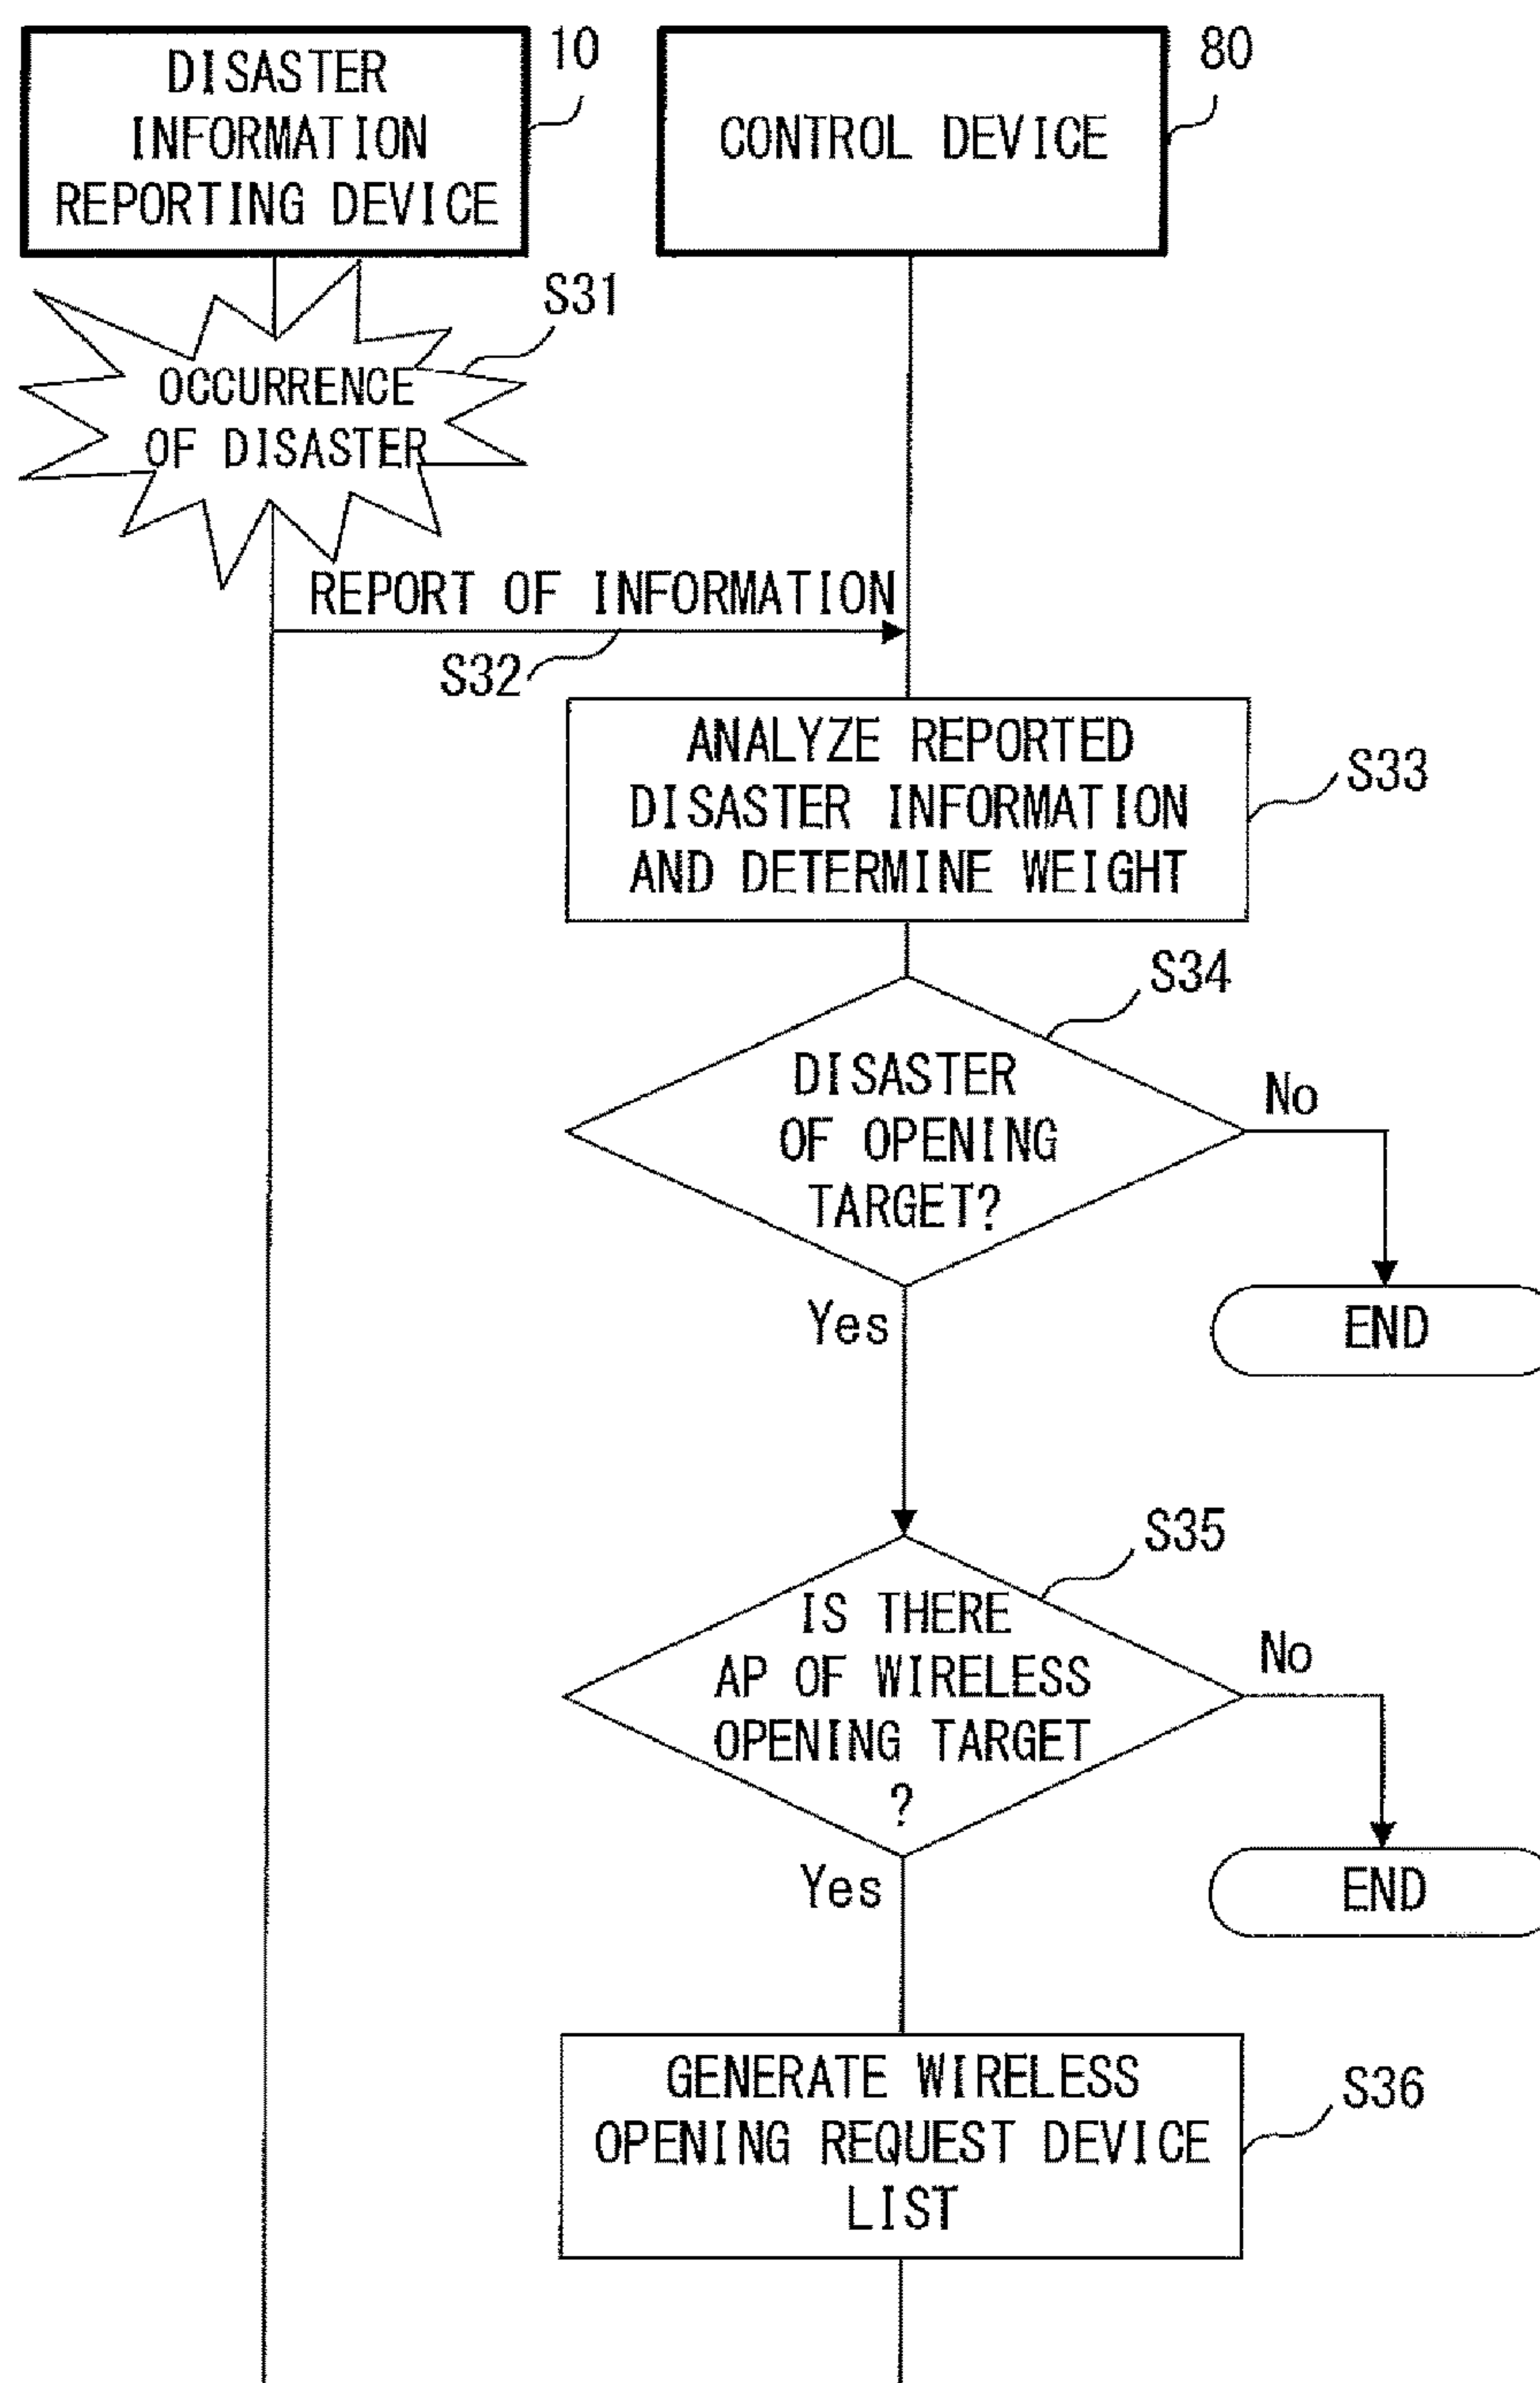 DISASTER
INFORMATION
REPORTING DEVICE
10
CONTROL DEVICE
80
S31
OCCURRENCE
OF DISASTER
REPORT OF INFORMATION
S32
ANALYZE REPORTED
DISASTER INFORMATION
AND DETERMINE WEIGHT
S33
S34
DISASTER
OF OPENING
TARGET?
No
END
Yes
S35
IS THERE
AP OF WIRELESS
OPENING TARGET
?
No
END
Yes
GENERATE WIRELESS
OPENING REQUEST DEVICE
LIST
S36